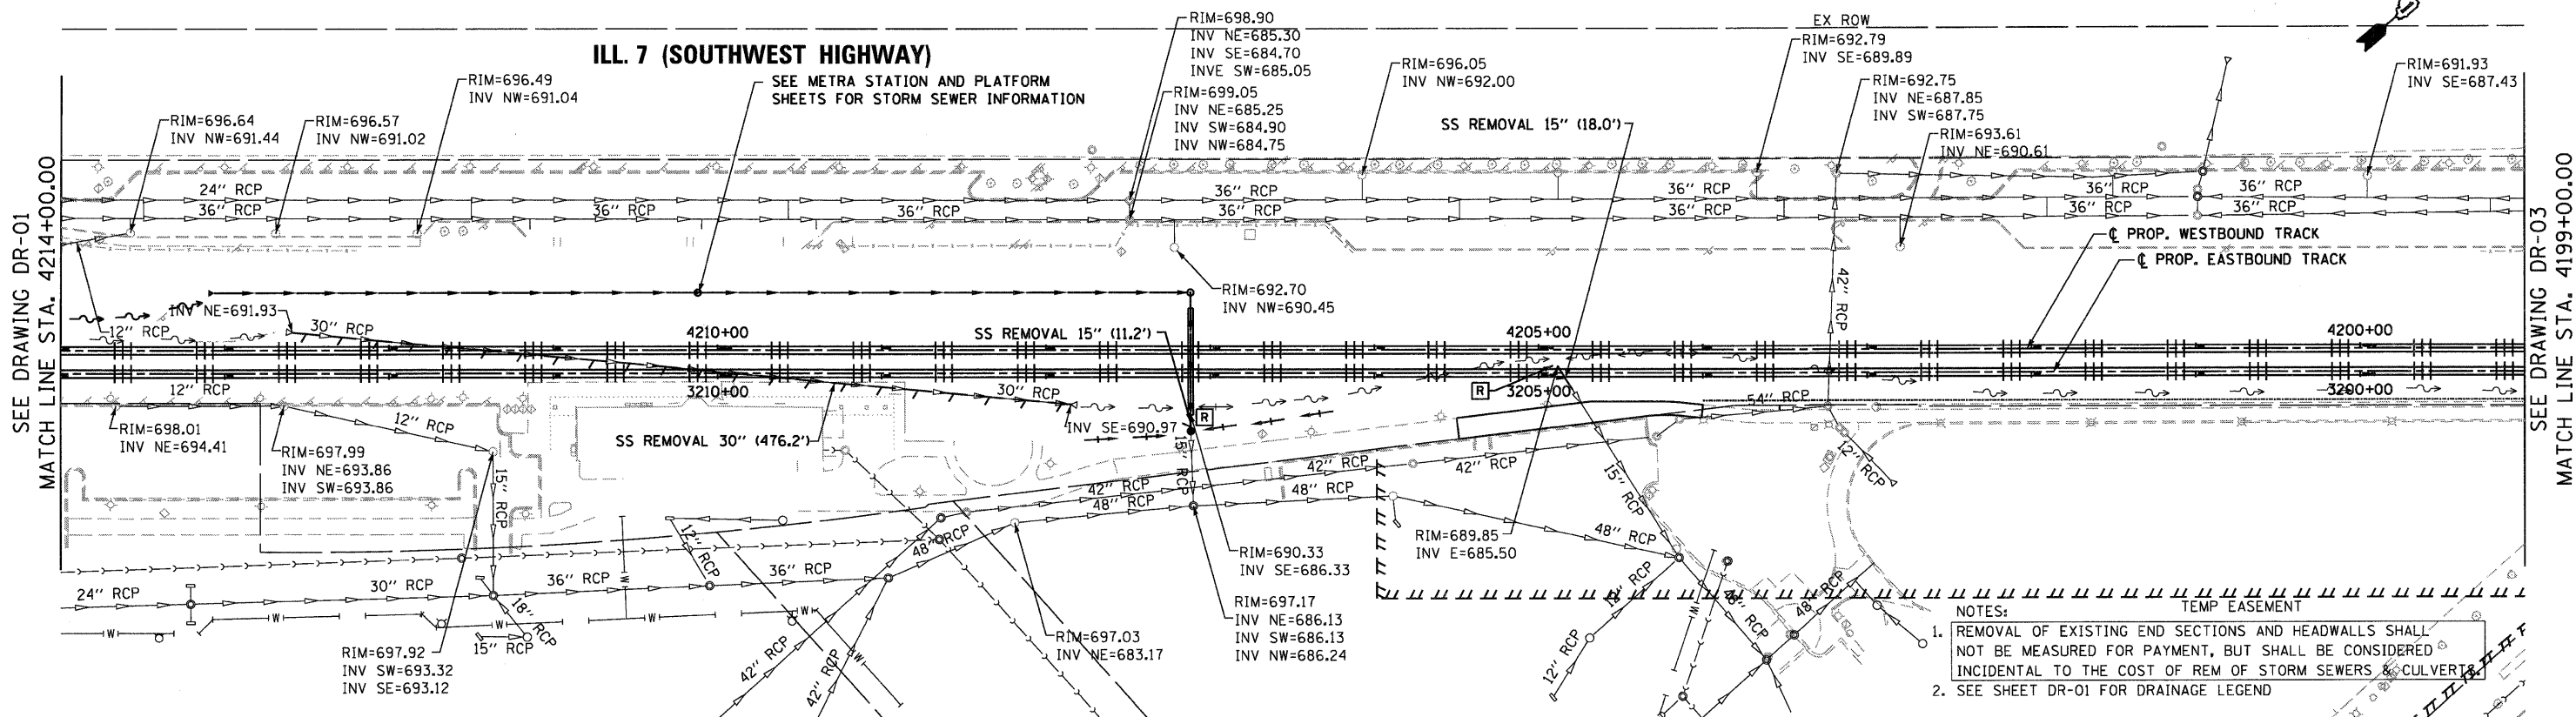 EX ROW
ILL. 7 (SOUTHWEST HIGHWAY)
RIM=698.90
INV NE=685.30
INV SE=684.70
INVE SW=685.05
RIM=692.79
INV SE=689.89
RIM=696.49
INV NW=691.04
SEE METRA STATION AND PLATFORM
SHEETS FOR STORM SEWER INFORMATION
RIM=696.05
INV NW=692.00
RIM=692.75
INV NE=687.85
INV SW=687.75
RIM=691.93
INV SE=687.43
RIM=699.05
INV NE=685.25
INV SW=684.90
INV NW=684.75
RIM=696.64
INV NW=691.44
RIM=696.57
INV NW=691.02
SS REMOVAL 15" (18.0')
RIM=693.61
INV NE=690.61
SEE DRAWING DR-01
MATCH LINE STA. 4214+00.00
SEE DRAWING DR-03
MATCH LINE STA. 4199+00.00
24" RCP
36" RCP
36" RCP
36" RCP
36" RCP
36" RCP
36" RCP
36" RCP
36" RCP
36" RCP
36" RCP
36" RCP
℄ PROP. WESTBOUND TRACK
℄ PROP. EASTBOUND TRACK
42" RCP
RIM=692.70
INV NW=690.45
INV NE=691.93
12" RCP
30" RCP
4210+00
SS REMOVAL 15" (11.2')
4205+00
4200+00
12" RCP
3210+00
30" RCP
R
3205+00
3200+00
54" RCP
R
RIM=698.01
INV NE=694.41
12" RCP
SS REMOVAL 30" (476.2')
INV SE=690.97
RIM=697.99
INV NE=693.86
INV SW=693.86
15" RCP
15" RCP
42" RCP
42" RCP
42" RCP
48" RCP
48" RCP
15" RCP
12" RCP
12" RCP
48" RCP
48" RCP
RIM=689.85
INV E=685.50
RIM=690.33
INV SE=686.33
24" RCP
30" RCP
36" RCP
36" RCP
W
W
W
W
W
W
W
18" RCP
15" RCP
RIM=697.17
INV NE=686.13
INV SW=686.13
INV NW=686.24
RIM=697.03
INV NE=683.17
RIM=697.92
INV SW=693.32
INV SE=693.12
42" RCP
42" RCP
12" RCP
12" RCP
48" RCP
48" RCP
TEMP EASEMENT
NOTES:
1. REMOVAL OF EXISTING END SECTIONS AND HEADWALLS SHALL
NOT BE MEASURED FOR PAYMENT, BUT SHALL BE CONSIDERED
INCIDENTAL TO THE COST OF REM OF STORM SEWERS & CULVERTS.
2. SEE SHEET DR-01 FOR DRAINAGE LEGEND